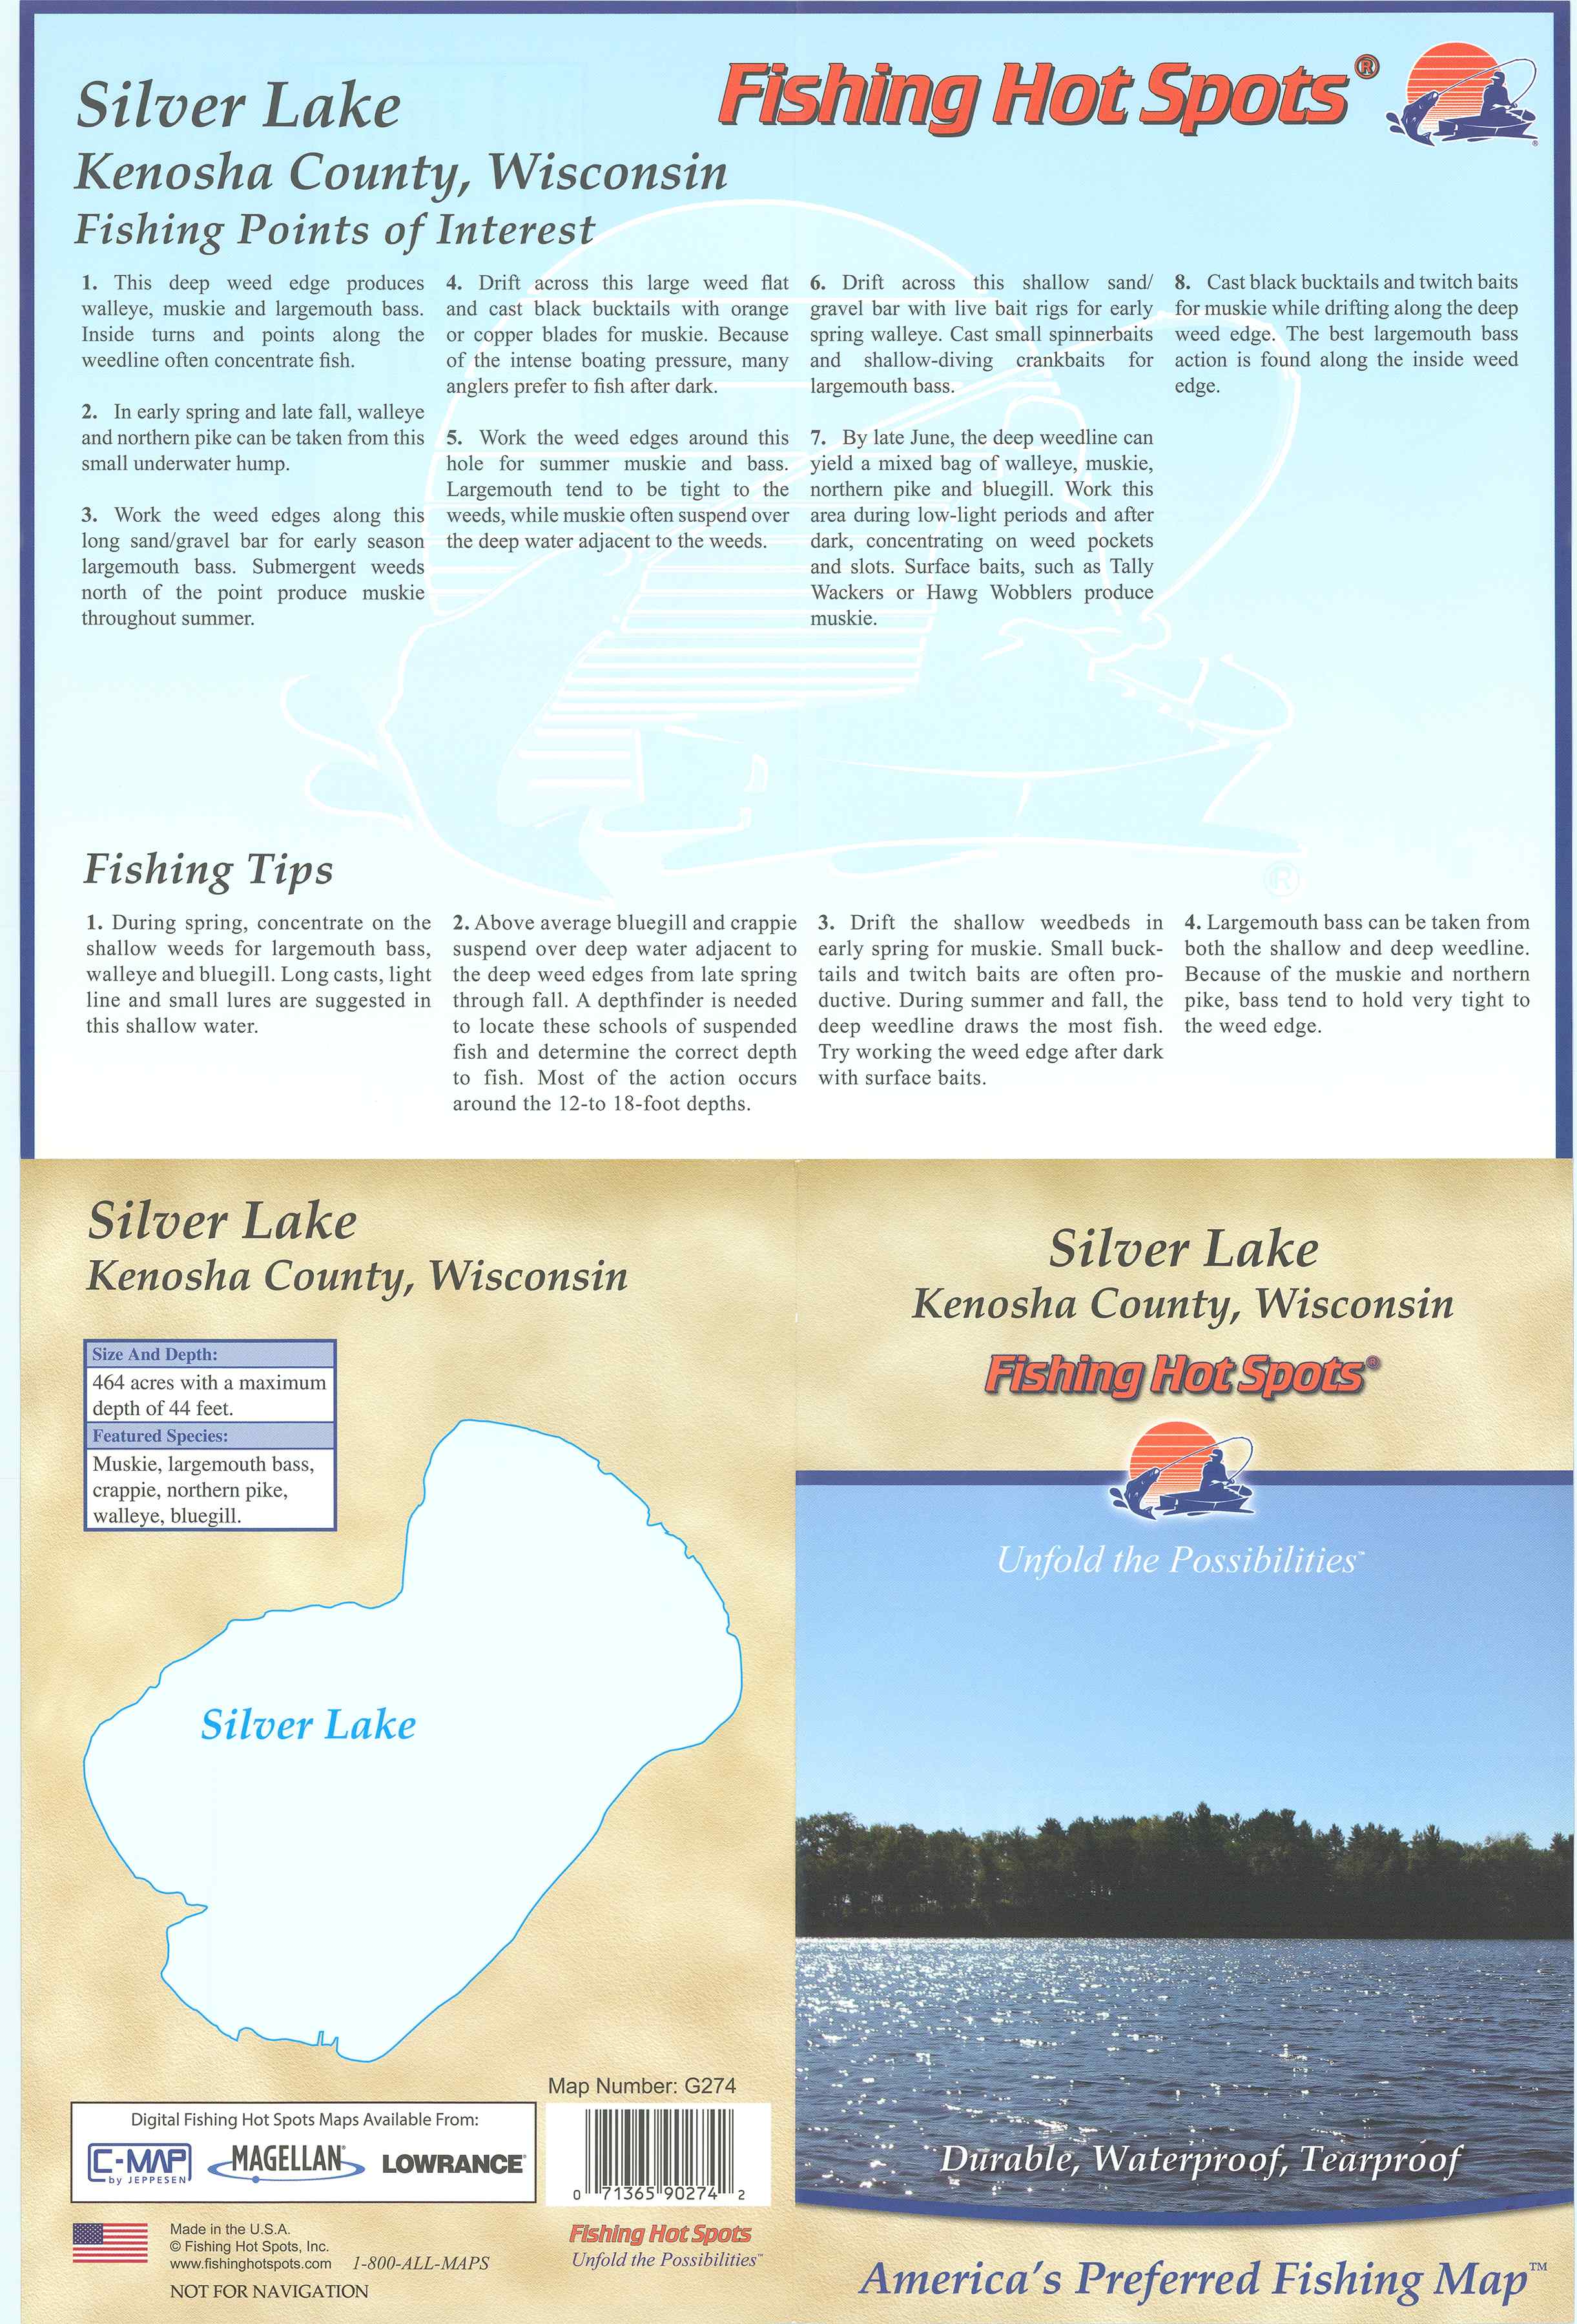 Silver Lake
Kenosha County, Wisconsin
Fishing Points of Interest
Fishing Hot Spots®
®
1. This deep weed edge produces
walleye, muskie and largemouth bass.
Inside turns and points along the
weedline often concentrate fish.
2. In early spring and late fall, walleye
and northern pike can be taken from this
small underwater hump.
3. Work the weed edges along this
long sand/gravel bar for early season
largemouth bass. Submergent weeds
north of the point produce muskie
throughout summer.
4. Drift across this large weed flat
and cast black bucktails with orange
or copper blades for muskie. Because
of the intense boating pressure, many
anglers prefer to fish after dark.
5. Work the weed edges around this
hole for summer muskie and bass.
Largemouth tend to be tight to the
weeds, while muskie often suspend over
the deep water adjacent to the weeds.
6. Drift across this shallow sand/
gravel bar with live bait rigs for early
spring walleye. Cast small spinnerbaits
and shallow-diving crankbaits for
largemouth bass.
7. By late June, the deep weedline can
yield a mixed bag of walleye, muskie,
northern pike and bluegill. Work this
area during low-light periods and after
dark, concentrating on weed pockets
and slots. Surface baits, such as Tally
Wackers or Hawg Wobblers produce
muskie.
8. Cast black bucktails and twitch baits
for muskie while drifting along the deep
weed edge. The best largemouth bass
action is found along the inside weed
edge.
®
Fishing Tips
1. During spring, concentrate on the
shallow weeds for largemouth bass,
walleye and bluegill. Long casts, light
line and small lures are suggested in
this shallow water.
2. Above average bluegill and crappie
suspend over deep water adjacent to
the deep weed edges from late spring
through fall. A depthfinder is needed
to locate these schools of suspended
fish and determine the correct depth
to fish. Most of the action occurs
around the 12-to 18-foot depths.
3. Drift the shallow weedbeds in
early spring for muskie. Small buck-
tails and twitch baits are often pro-
ductive. During summer and fall, the
deep weedline draws the most fish.
Try working the weed edge after dark
with surface baits.
4. Largemouth bass can be taken from
both the shallow and deep weedline.
Because of the muskie and northern
pike, bass tend to hold very tight to
the weed edge.
Silver Lake
Kenosha County, Wisconsin
Size And Depth:
464 acres with a maximum
depth of 44 feet.
Featured Species:
Muskie, largemouth bass,
crappie, northern pike,
walleye, bluegill.
Silver Lake
Map Number: G274
Digital Fishing Hot Spots Maps Available From:
C-MAP
by JEPPESEN
MAGELLAN®
LOWRANCE®
0 71365 90274 2
Made in the U.S.A.
© Fishing Hot Spots, Inc.
www.fishinghotspots.com 1-800-ALL-MAPS
NOT FOR NAVIGATION
Fishing Hot Spots
Unfold the Possibilities™
Silver Lake
Kenosha County, Wisconsin
Fishing Hot Spots®
Unfold the Possibilities™
Durable, Waterproof, Tearproof
America's Preferred Fishing Map™